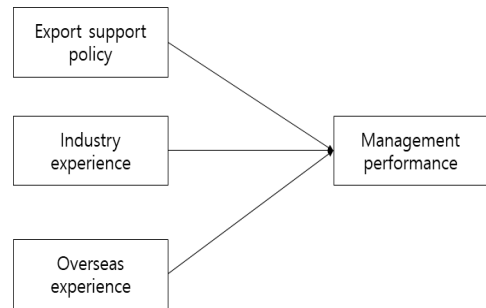 Export support
policy
Industry
experience
Management
performance
Overseas
experience